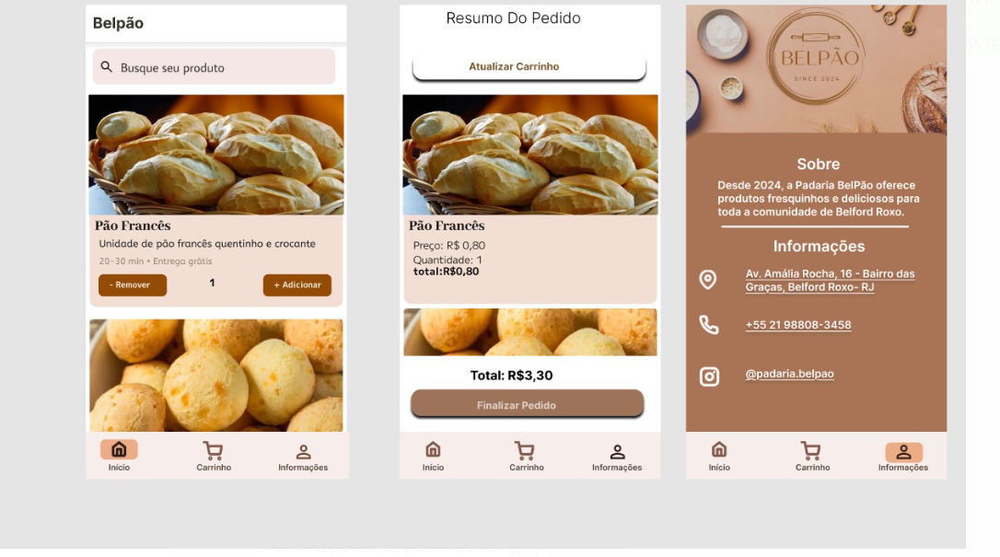 Belpão
Busque seu produto
Pão Francês
Unidade de pão francês quentinho e crocante
20-30 min • Entrega grátis
- Remover
1
+ Adicionar
Início
Carrinho
Informações
Resumo Do Pedido
Atualizar Carrinho
Pão Francês
Preço: R$ 0,80
Quantidade: 1
total:R$0,80
Total: R$3,30
Finalizar Pedido
Início
Carrinho
Informações
BELPÃO
SINCE 2024
Sobre
Desde 2024, a Padaria BelPão oferece
produtos fresquinhos e deliciosos para
toda a comunidade de Belford Roxo.
Informações
Av. Amália Rocha, 16 - Bairro das
Graças, Belford Roxo- RJ
+55 21 98808-3458
@padaria.belpao
Início
Carrinho
Informações